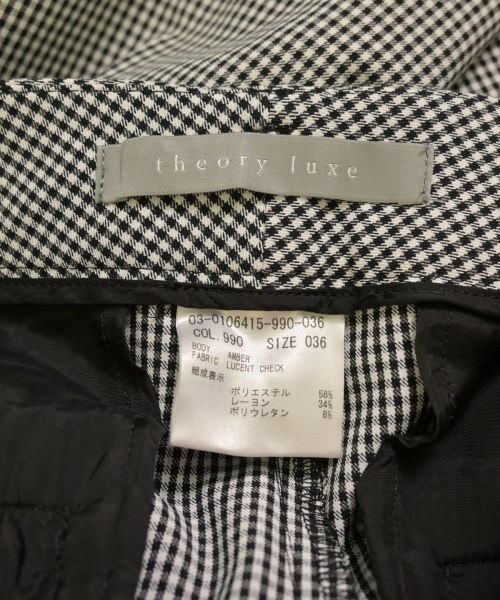 theory luxe
03-0106415-990-036
COL.990 SIZE 036
BODY AMBER
FABRIC LUCENT CHECK
組成表示
ポリエステル 58%
レーヨン 34%
ポリウレタン 8%